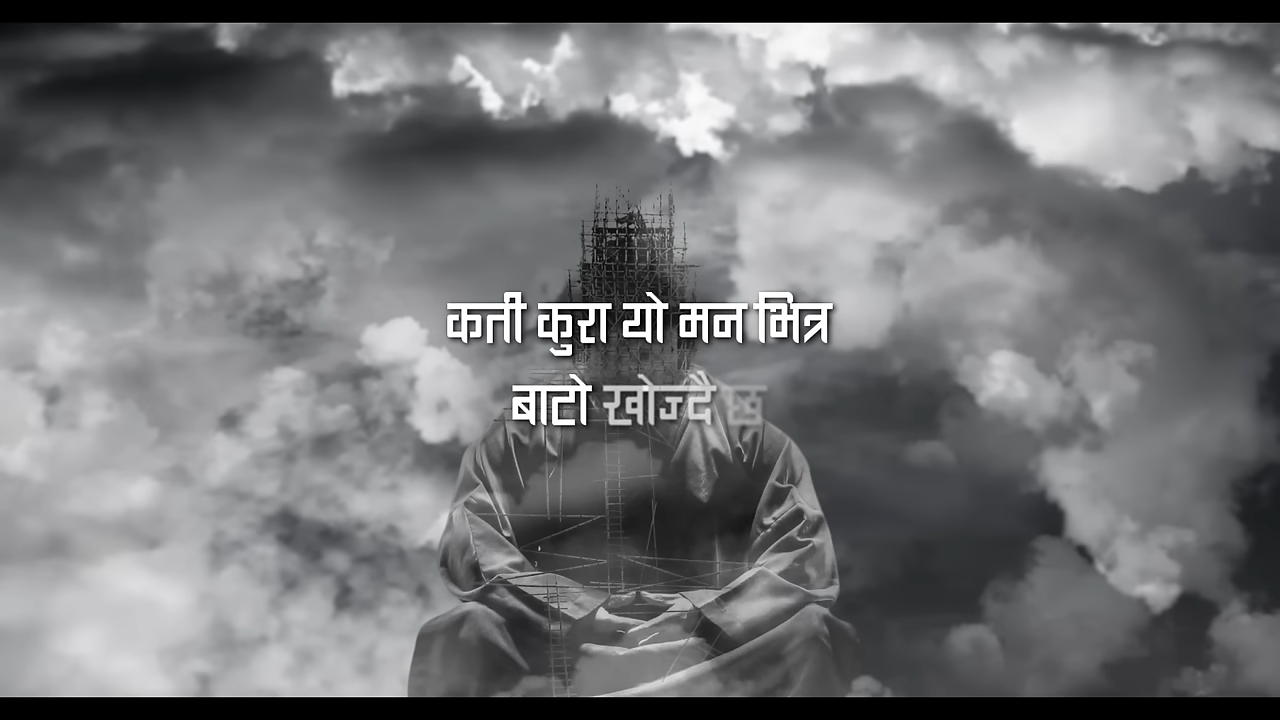 कती कुरा यो मन भित्र
बाटो खोज्दै छ